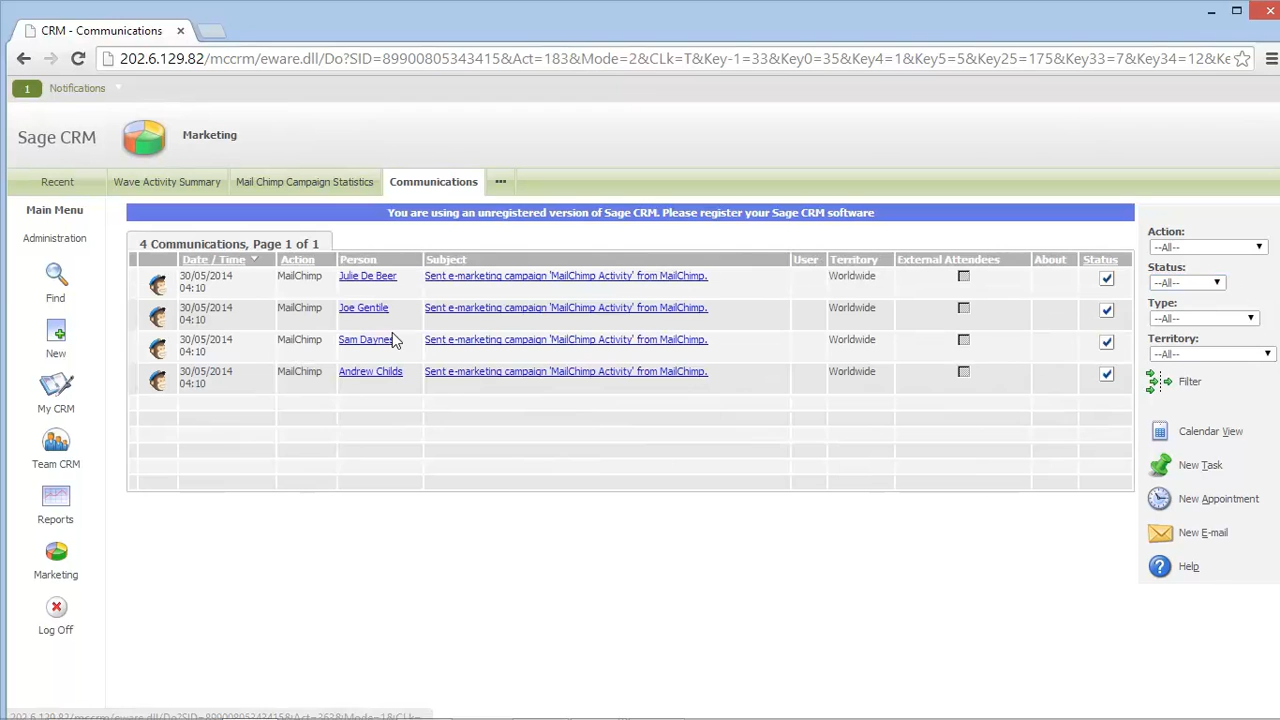 CRM - Communications
202.6.129.82/mccrm/eware.dll/Do?SID=89900805343415&Act=183&Mode=2&CLk=T&Key-1=33&Key0=35&Key4=1&Key5=5&Key25=175&Key33=7&Key34=12&Ke
1 Notifications
Sage CRM
Marketing
Recent Wave Activity Summary Mail Chimp Campaign Statistics Communications ...
Main Menu
Administration
Find
New
My CRM
Team CRM
Reports
Marketing
Log Off
You are using an unregistered version of Sage CRM. Please register your Sage CRM software
4 Communications, Page 1 of 1
Date / Time Action Person Subject User Territory External Attendees About Status
30/05/2014 MailChimp Julie De Beer Sent e-marketing campaign 'MailChimp Activity' from MailChimp. Worldwide
04:10
30/05/2014 MailChimp Joe Gentile Sent e-marketing campaign 'MailChimp Activity' from MailChimp. Worldwide
04:10
30/05/2014 MailChimp Sam Daynes Sent e-marketing campaign 'MailChimp Activity' from MailChimp. Worldwide
04:10
30/05/2014 MailChimp Andrew Childs Sent e-marketing campaign 'MailChimp Activity' from MailChimp. Worldwide
04:10
Action:
--All--
Status:
--All--
Type:
--All--
Territory:
--All--
Filter
Calendar View
New Task
New Appointment
New E-mail
Help